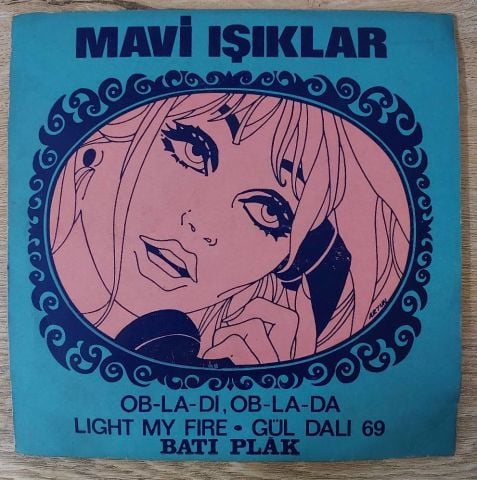 MAVİ IŞIKLAR
OB-LA-DI, OB-LA-DA
LIGHT MY FIRE • GÜL DALI 69
BATI PLÂK